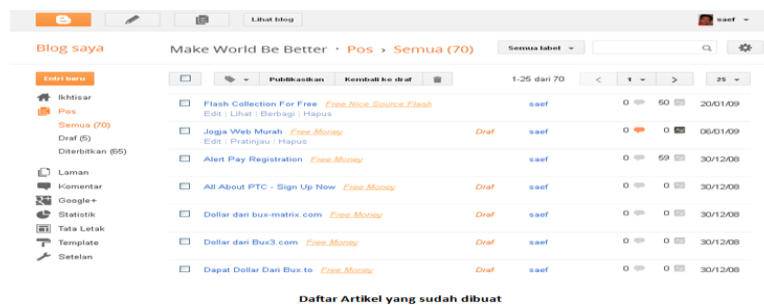 Lihat blog
saef
Blog saya
Make World Be Better · Pos › Semua (70)
Semua label
Entri baru
Publikasikan Kembali ke draf
1-25 dari 70 < 1 > 25
Ikhtisar
Pos
Semua (70)
Draf (5)
Diterbitkan (65)
Laman
Komentar
Google+
Statistik
Tata Letak
Template
Setelan
Flash Collection For Free Free Nice Source Flash saef 0 50 20/01/09
Edit | Lihat | Berbagi | Hapus
Jogja Web Murah Free Money Draf saef 0 0 06/01/09
Edit | Pratinjau | Hapus
Alert Pay Registration Free Money saef 0 59 30/12/08
All About PTC - Sign Up Now Free Money Draf saef 0 0 30/12/08
Dollar dari bux-matrix.com Free Money Draf saef 0 0 30/12/08
Dollar dari Bux3.com Free Money Draf saef 0 0 30/12/08
Dapat Dollar Dari Bux.to Free Money Draf saef 0 0 30/12/08
Daftar Artikel yang sudah dibuat